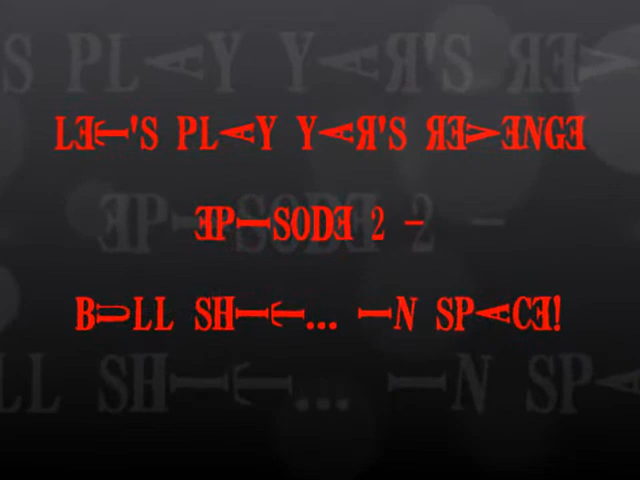 LET'S PLAY YAR'S REVENGE
EPISODE 2 -
BULL SHIT... IN SPACE!